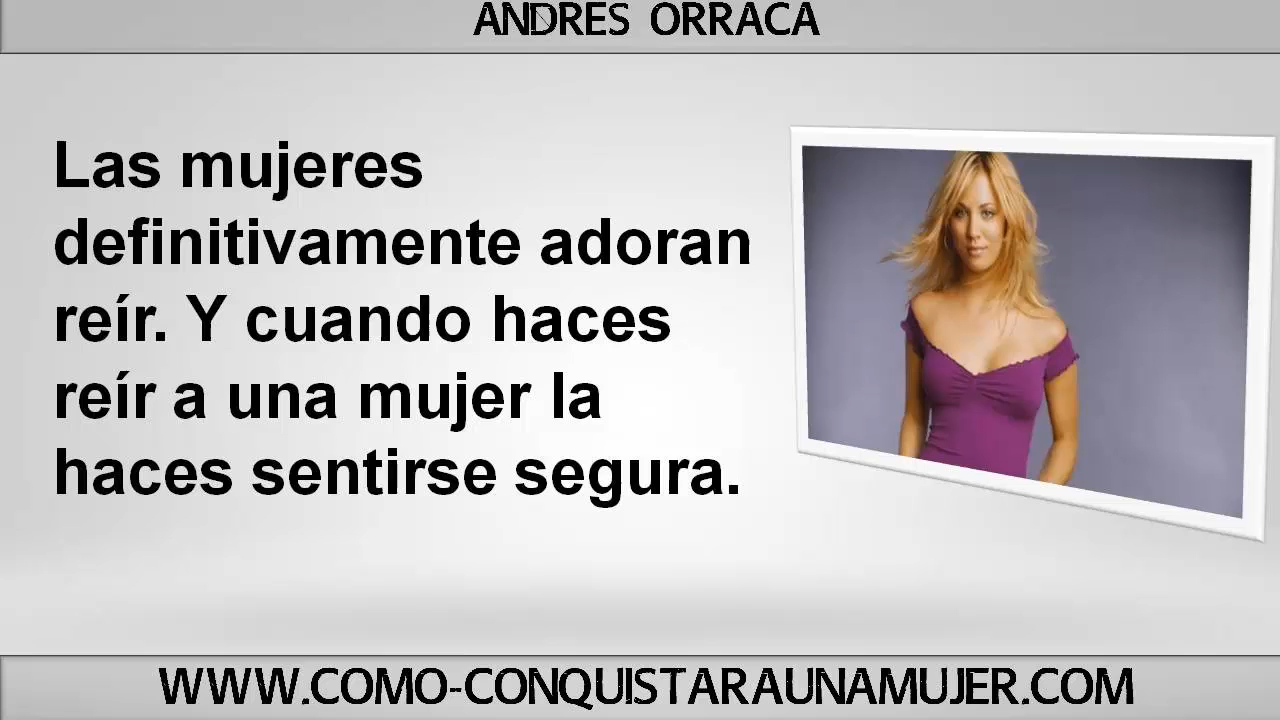 ANDRES ORRACA
Las mujeres
definitivamente adoran
reír. Y cuando haces
reír a una mujer la
haces sentirse segura.
WWW.COMO-CONQUISTARAUNAMUJER.COM